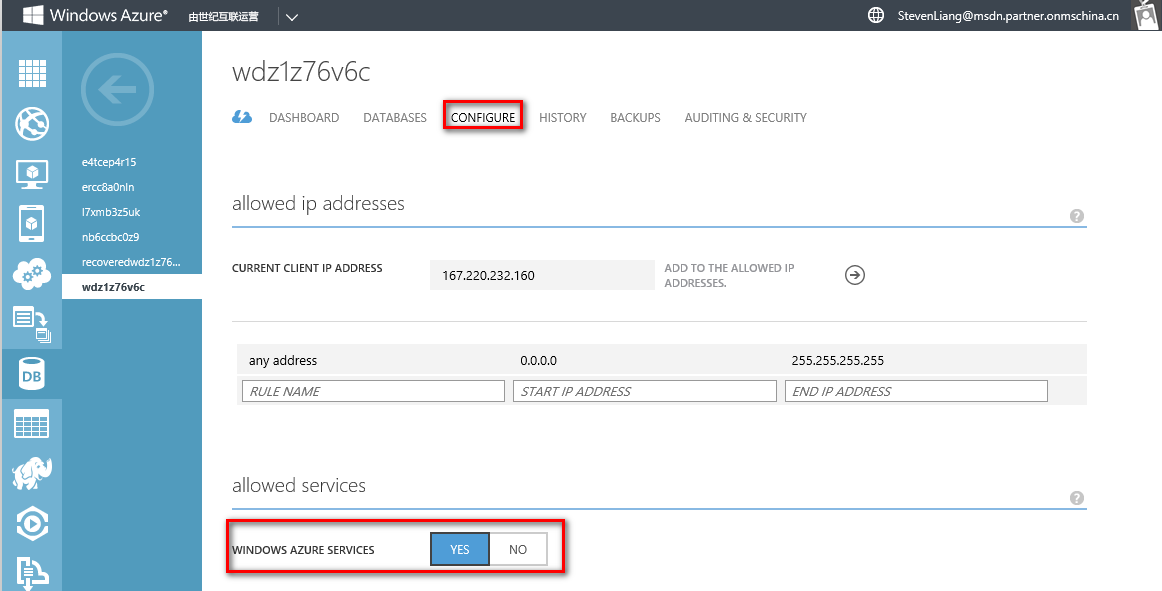 Windows Azure® 由世纪互联运营 StevenLiang@msdn.partner.onmschina.cn
wdz1z76v6c
DASHBOARD DATABASES CONFIGURE HISTORY BACKUPS AUDITING & SECURITY
e4tcep4r15
ercc8a0nln
l7xmb3z5uk
nb6ccbc0z9
recoveredwdz1z76...
wdz1z76v6c
allowed ip addresses
?
CURRENT CLIENT IP ADDRESS 167.220.232.160 ADD TO THE ALLOWED IP
ADDRESSES.
any address 0.0.0.0 255.255.255.255
RULE NAME START IP ADDRESS END IP ADDRESS
DB
allowed services
?
WINDOWS AZURE SERVICES YES NO